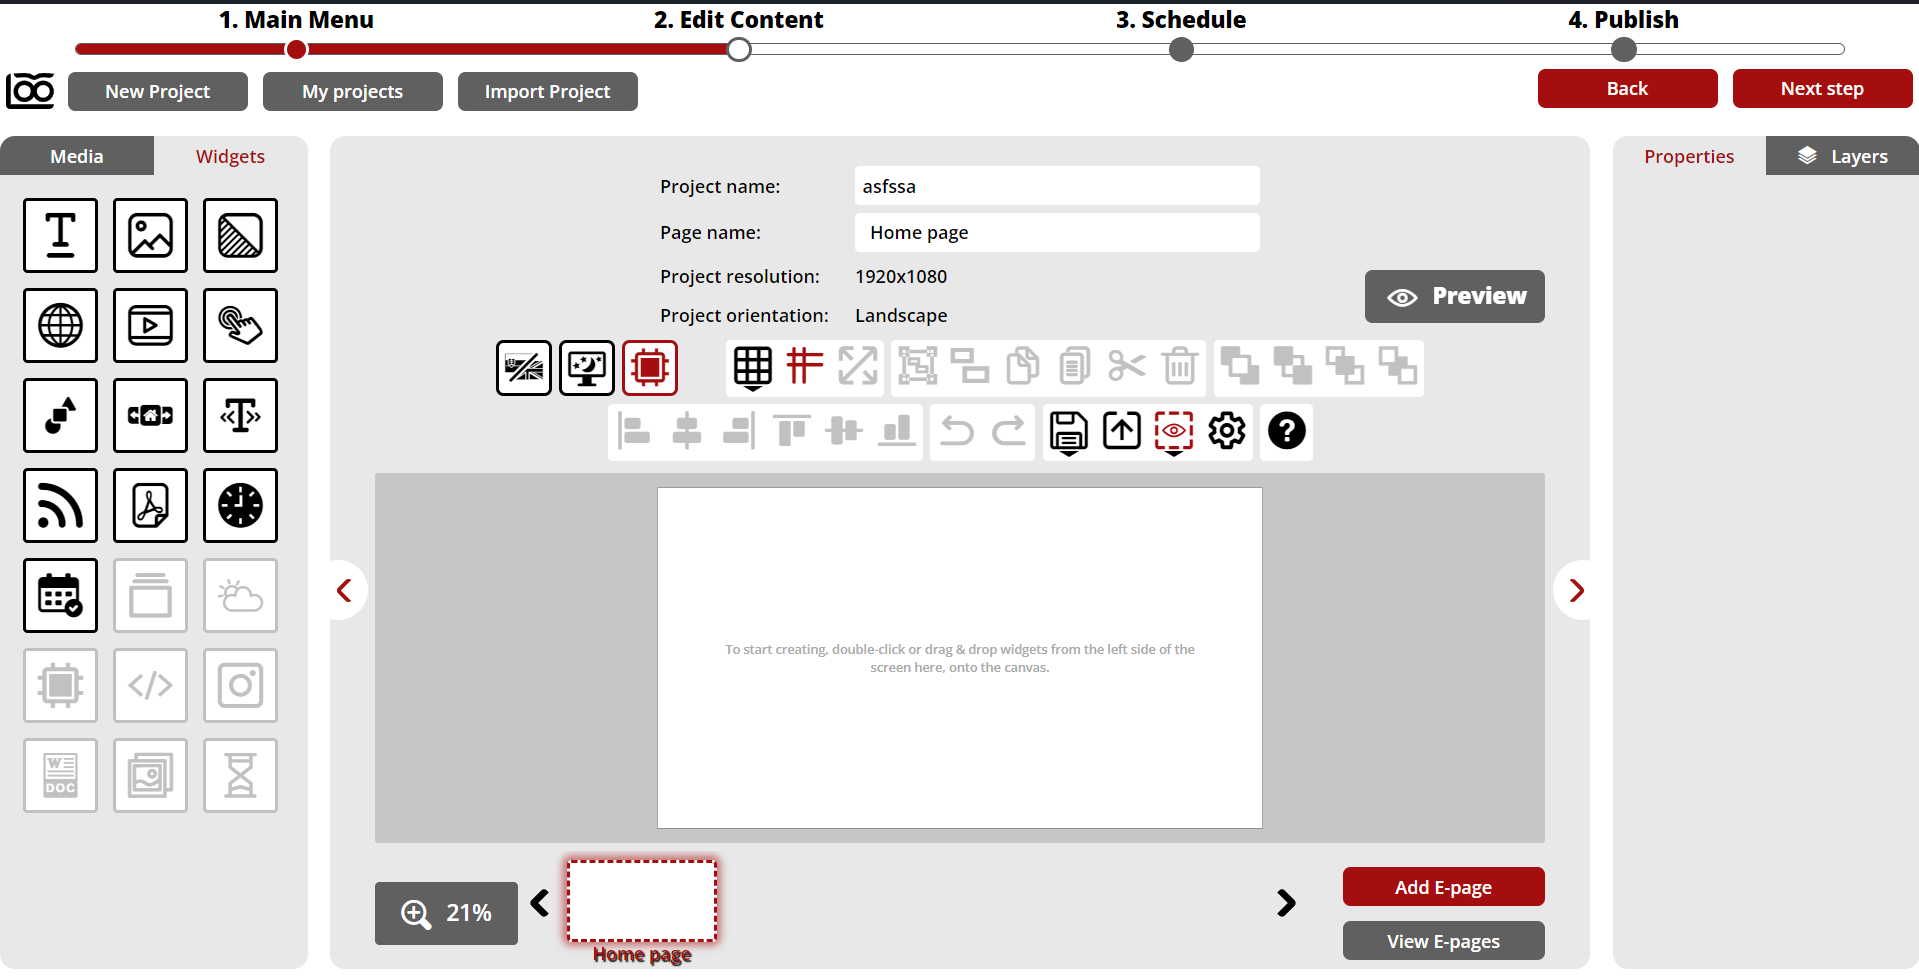 1. Main Menu
2. Edit Content
3. Schedule
4. Publish
New Project
My projects
Import Project
Back
Next step
Media
Widgets
Project name:
asfssa
Page name:
Home page
Project resolution:
1920x1080
Project orientation:
Landscape
Preview
Properties
Layers
T
<T>
</>
W
DOC
?
To start creating, double-click or drag & drop widgets from the left side of the
screen here, onto the canvas.
21%
Home page
Add E-page
View E-pages